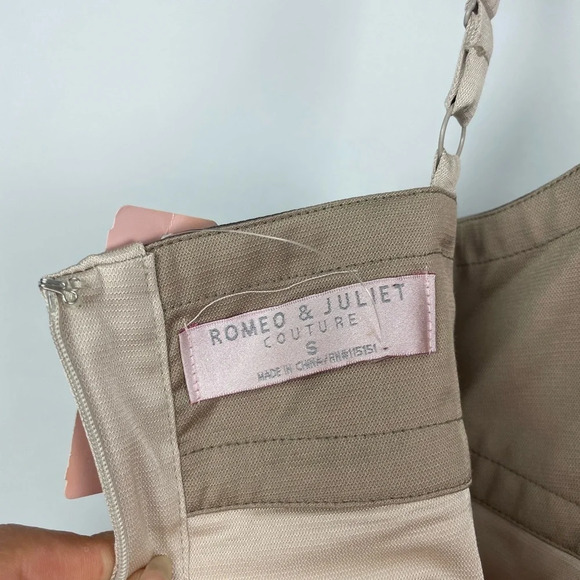 ROMEO & JULIET
COUTURE
S
MADE IN CHINA/RN#115151